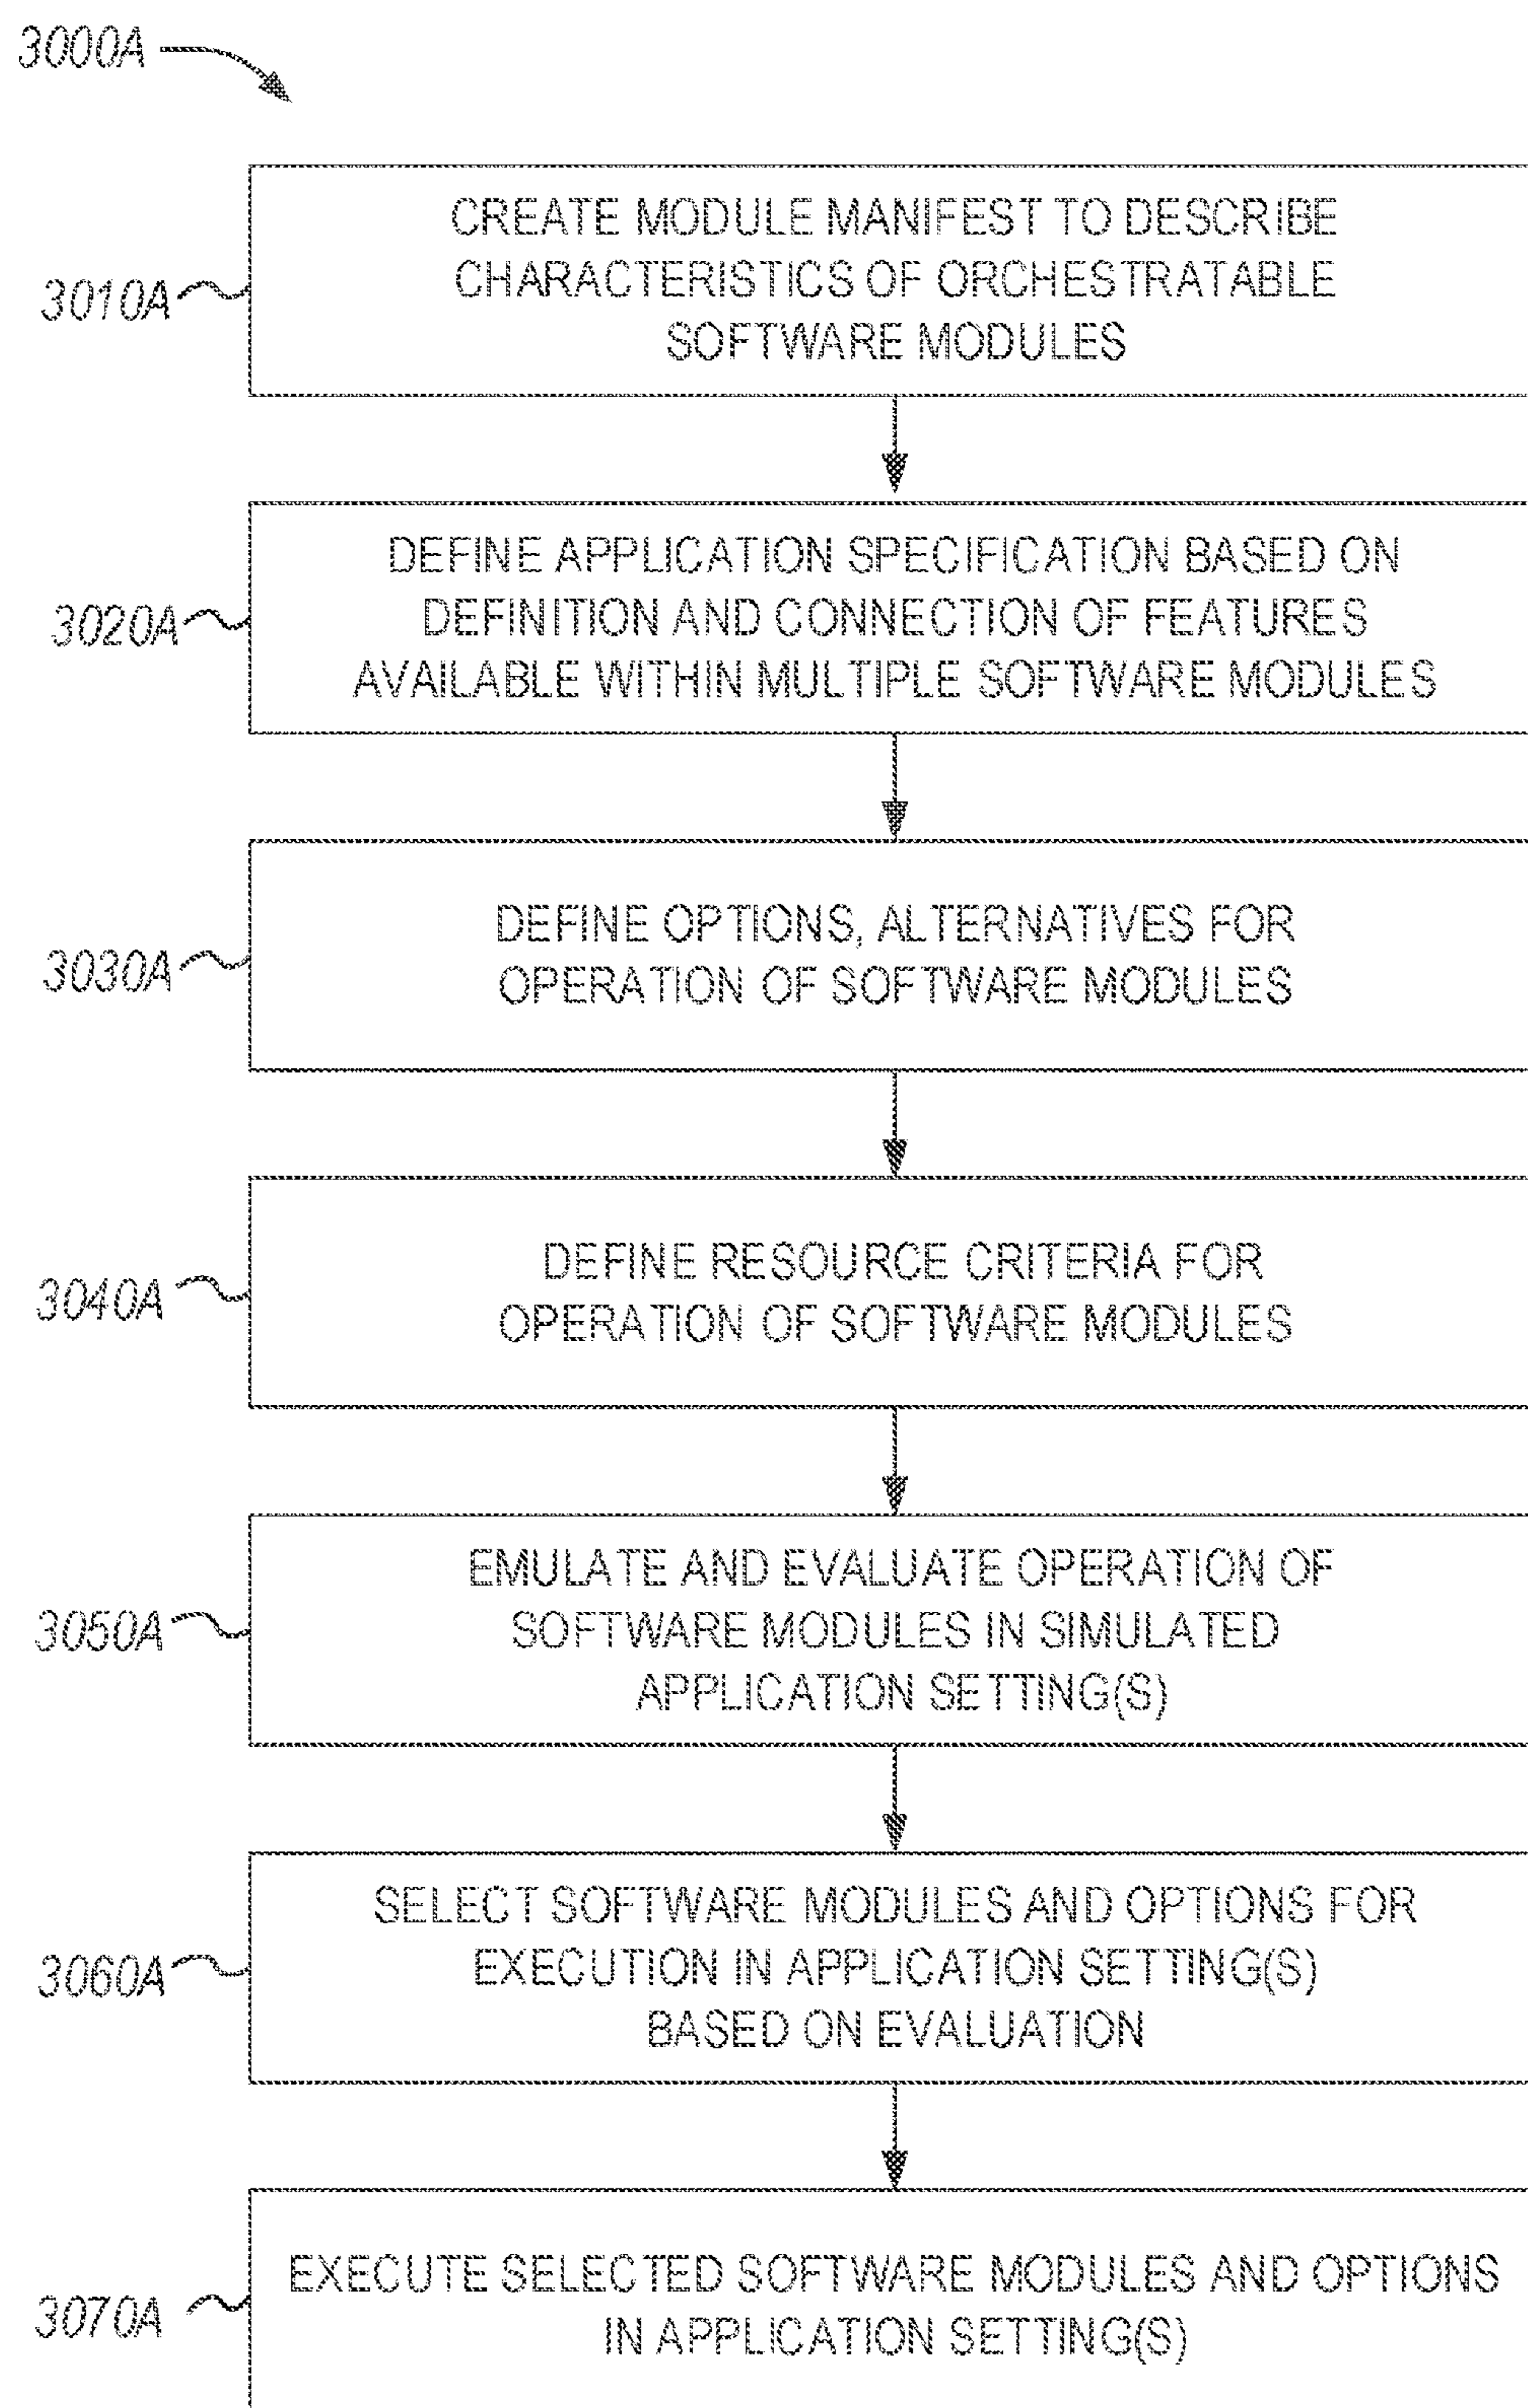 3000A
CREATE MODULE MANIFEST TO DESCRIBE
CHARACTERISTICS OF ORCHESTRATABLE
SOFTWARE MODULES
3010A
DEFINE APPLICATION SPECIFICATION BASED ON
DEFINITION AND CONNECTION OF FEATURES
AVAILABLE WITHIN MULTIPLE SOFTWARE MODULES
3020A
DEFINE OPTIONS, ALTERNATIVES FOR
OPERATION OF SOFTWARE MODULES
3030A
DEFINE RESOURCE CRITERIA FOR
OPERATION OF SOFTWARE MODULES
3040A
EMULATE AND EVALUATE OPERATION OF
SOFTWARE MODULES IN SIMULATED
APPLICATION SETTING(S)
3050A
SELECT SOFTWARE MODULES AND OPTIONS FOR
EXECUTION IN APPLICATION SETTING(S)
BASED ON EVALUATION
3060A
EXECUTE SELECTED SOFTWARE MODULES AND OPTIONS
IN APPLICATION SETTING(S)
3070A